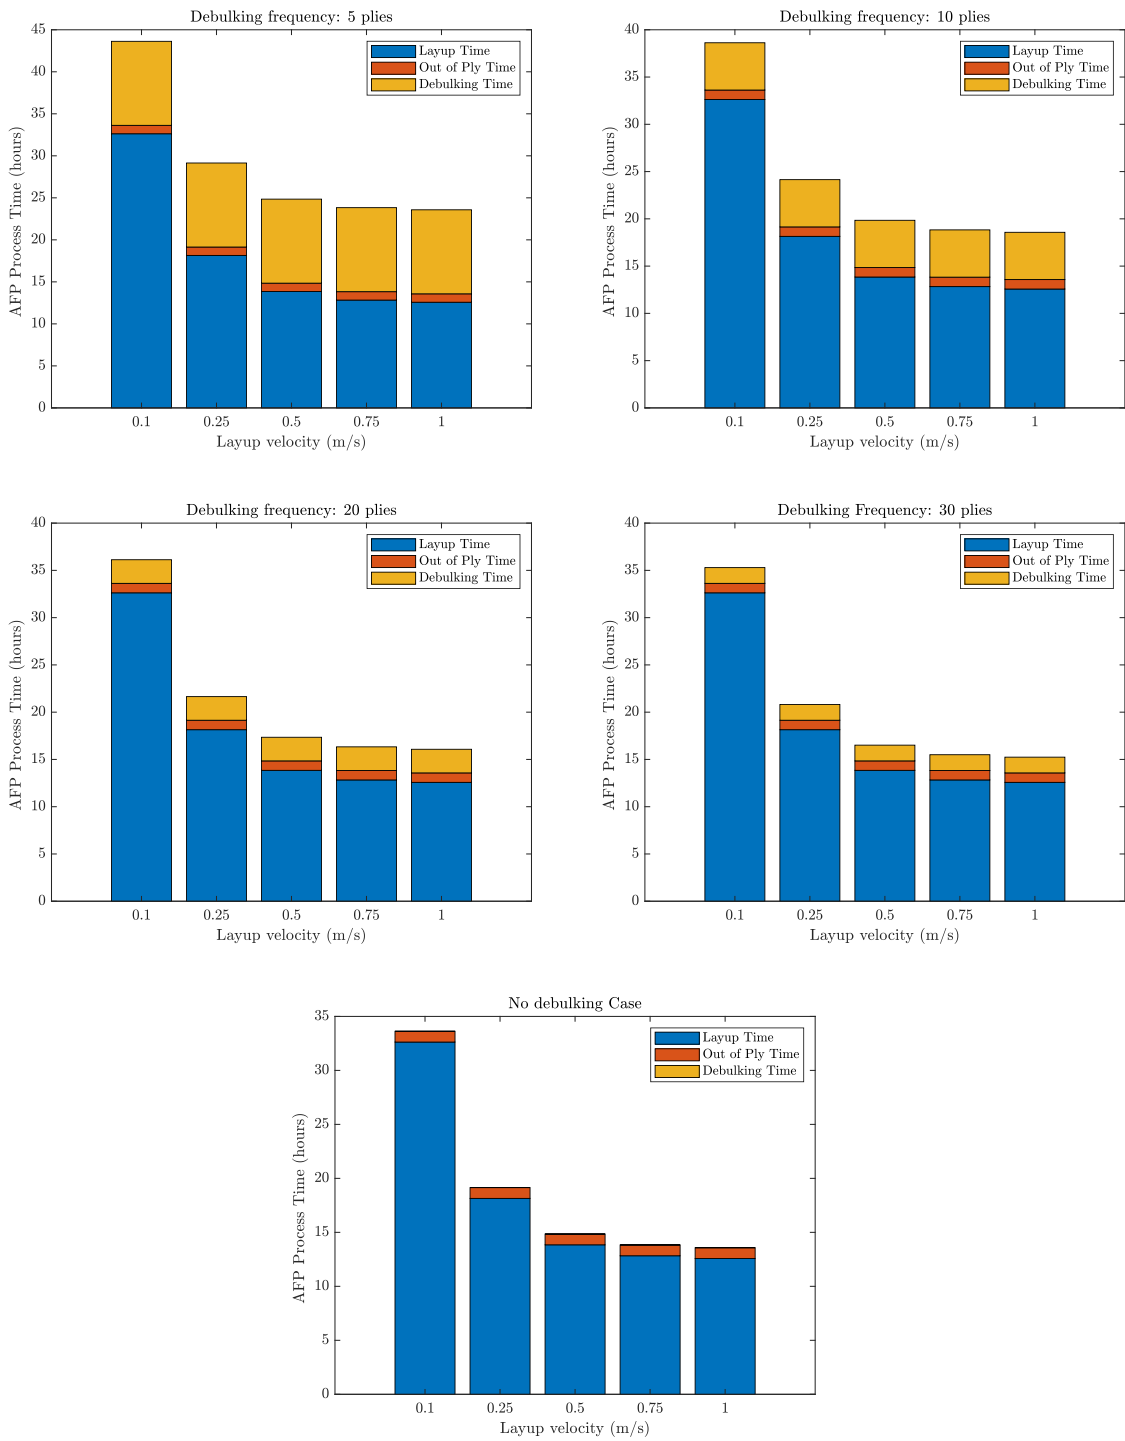 Debulking frequency: 5 plies
45
40
35
30
25
20
15
10
5
0
AFP Process Time (hours)
Layup Time
Out of Ply Time
Debulking Time
0.1 0.25 0.5 0.75 1
Layup velocity (m/s)
Debulking frequency: 10 plies
40
35
30
25
20
15
10
5
0
AFP Process Time (hours)
Layup Time
Out of Ply Time
Debulking Time
0.1 0.25 0.5 0.75 1
Layup velocity (m/s)
Debulking frequency: 20 plies
40
35
30
25
20
15
10
5
0
AFP Process Time (hours)
Layup Time
Out of Ply Time
Debulking Time
0.1 0.25 0.5 0.75 1
Layup velocity (m/s)
Debulking Frequency: 30 plies
40
35
30
25
20
15
10
5
0
AFP Process Time (hours)
Layup Time
Out of Ply Time
Debulking Time
0.1 0.25 0.5 0.75 1
Layup velocity (m/s)
No debulking Case
35
30
25
20
15
10
5
0
AFP Process Time (hours)
Layup Time
Out of Ply Time
Debulking Time
0.1 0.25 0.5 0.75 1
Layup velocity (m/s)